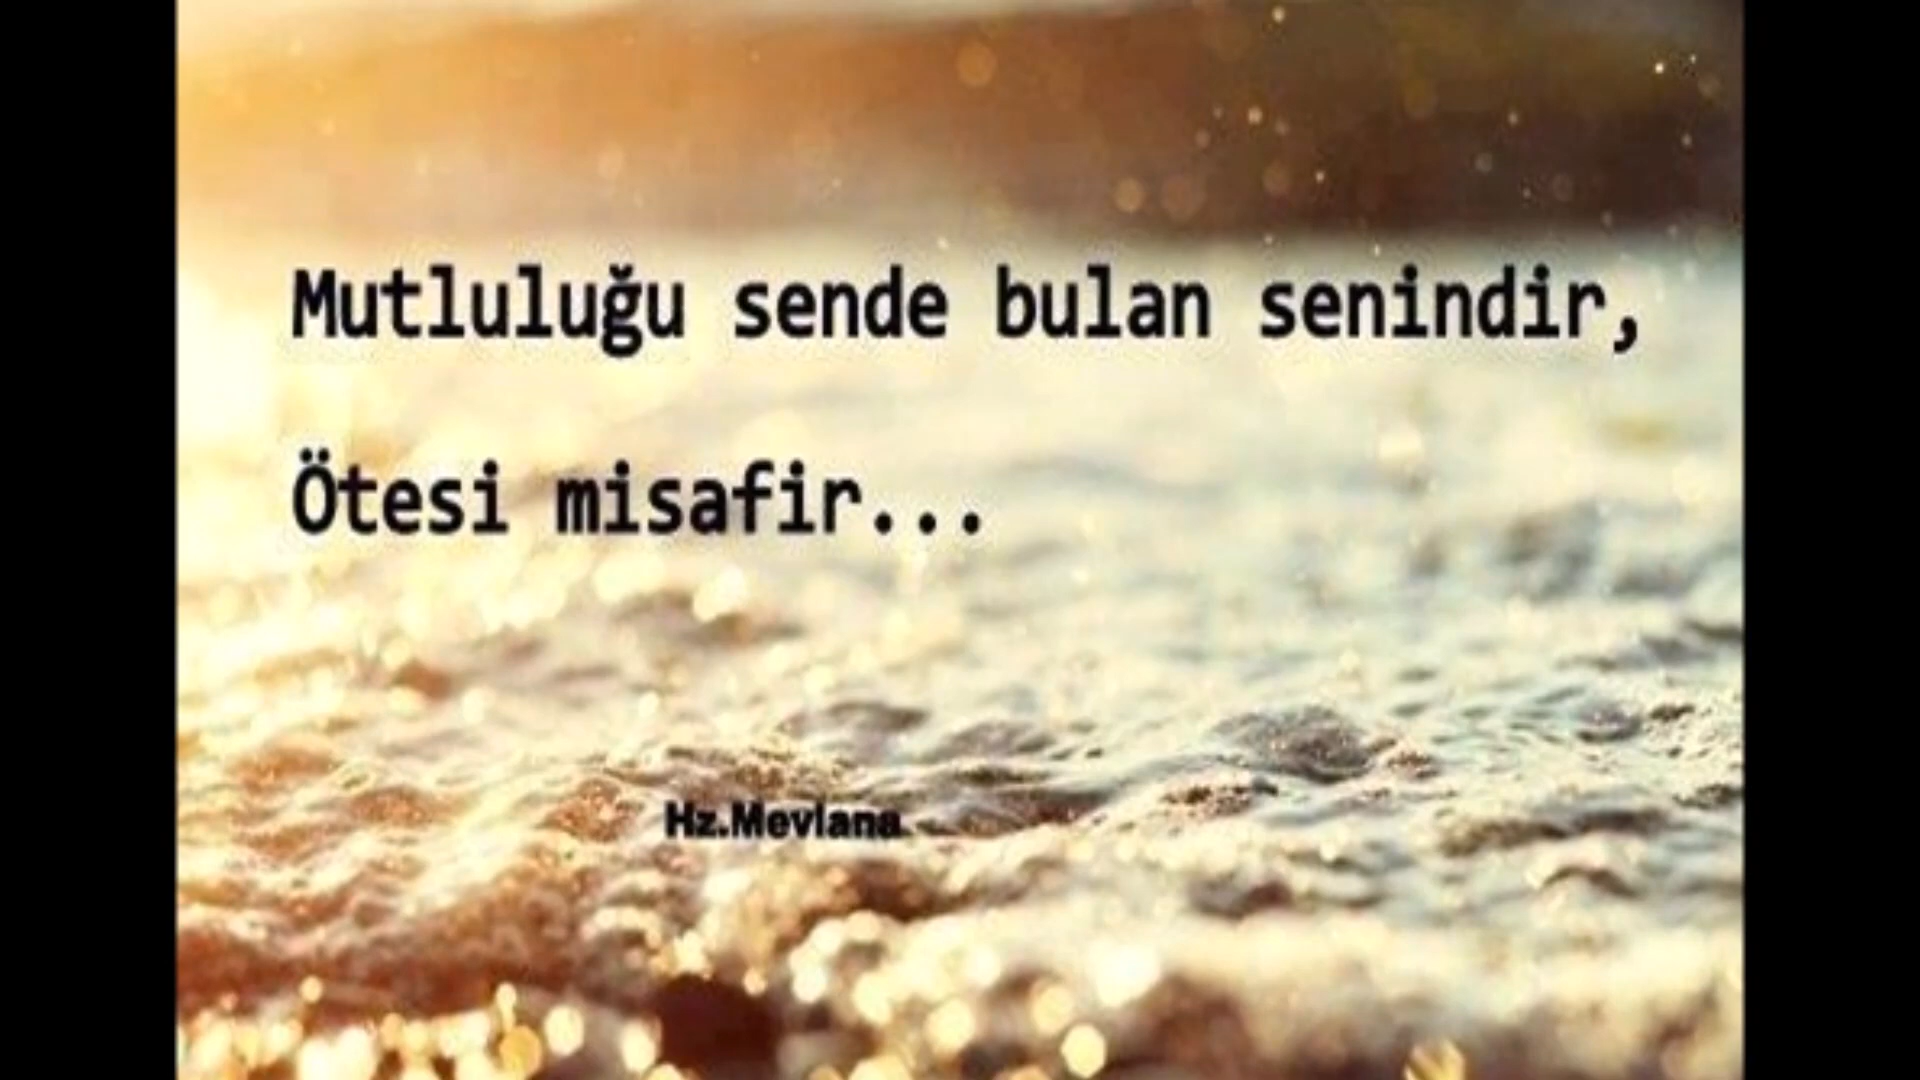 Mutluluğu sende bulan senindir,
Ötesi misafir...
Hz.Mevlana